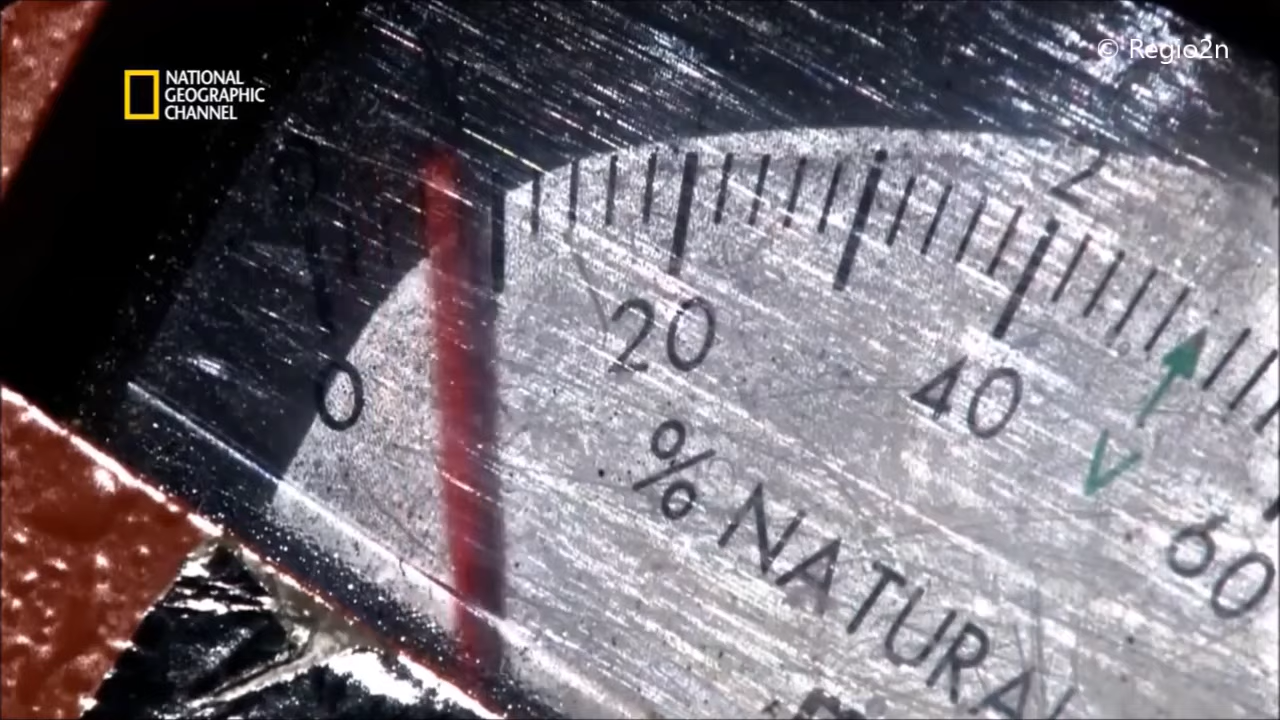 NATIONAL
GEOGRAPHIC
CHANNEL
© Regio2n
2
0
20
40
60
% NATURAL